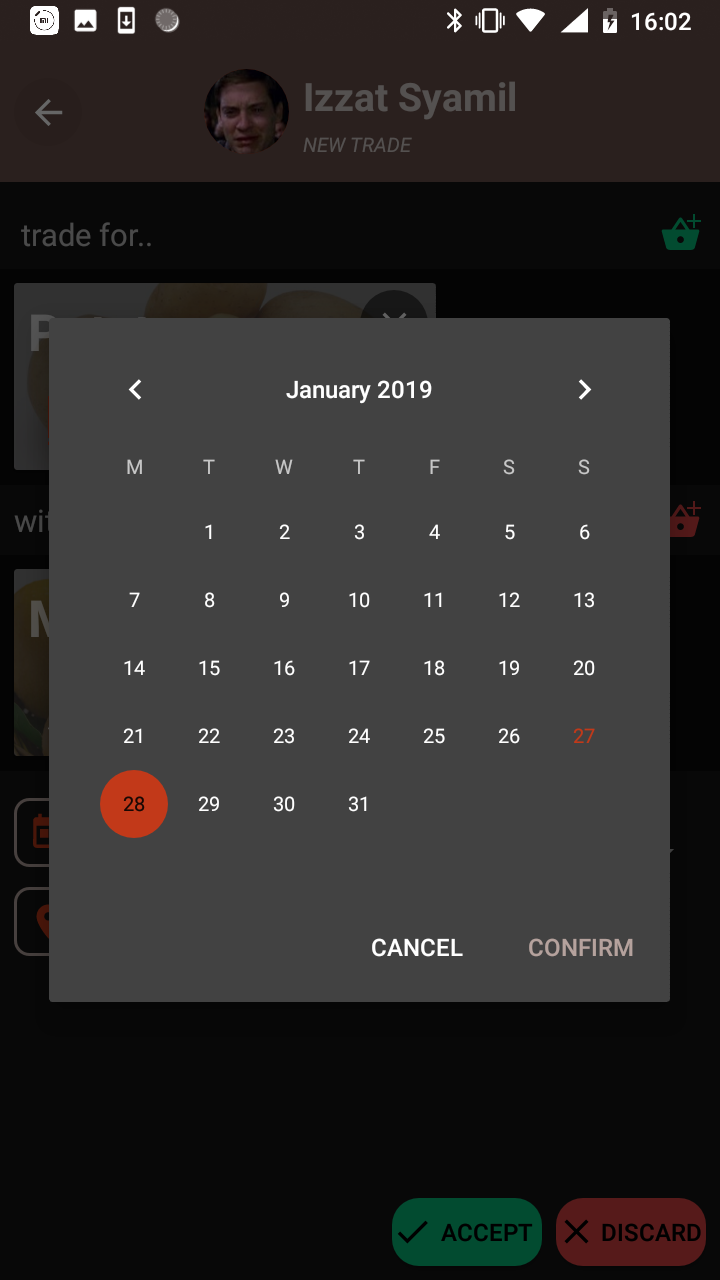 16:02
Izzat Syamil
NEW TRADE
trade for..
January 2019
M T W T F S S
1 2 3 4 5 6
7 8 9 10 11 12 13
14 15 16 17 18 19 20
21 22 23 24 25 26 27
28 29 30 31
CANCEL CONFIRM
ACCEPT DISCARD